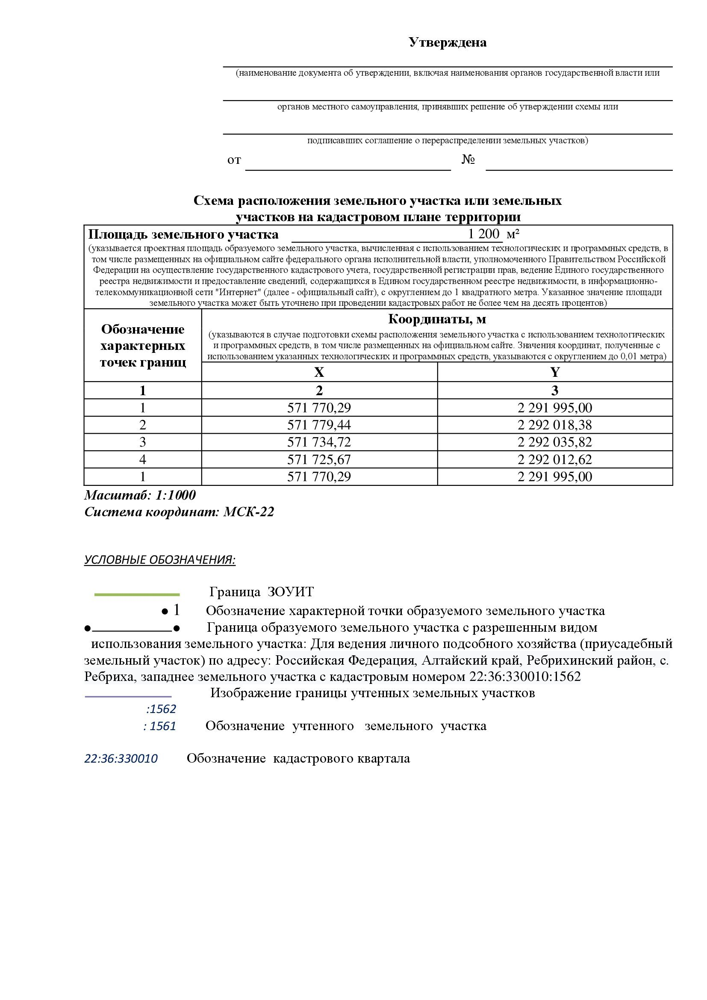 Утверждена
(наименование документа об утверждении, включая наименования органов государственной власти или
органов местного самоуправления, принявших решение об утверждении схемы или
подписавших соглашение о перераспределении земельных участков)
от № 
Схема расположения земельного участка или земельных
участков на кадастровом плане территории
Площадь земельного участка 1 200 м²
(указывается проектная площадь образуемого земельного участка, вычисленная с использованием технологических и программных средств, в
том числе размещенных на официальном сайте федерального органа исполнительной власти, уполномоченного Правительством Российской
Федерации на осуществление государственного кадастрового учета, государственной регистрации прав, ведение Единого государственного
реестра недвижимости и предоставление сведений, содержащихся в Едином государственном реестре недвижимости, в информационно-
телекоммуникационной сети "Интернет" (далее - официальный сайт), с округлением до 1 квадратного метра. Указанное значение площади
земельного участка может быть уточнено при проведении кадастровых работ не более чем на десять процентов)
Обозначение
характерных
точек границ
Координаты, м
(указываются в случае подготовки схемы расположения земельного участка с использованием технологических
и программных средств, в том числе размещенных на официальном сайте. Значения координат, полученные с
использованием указанных технологических и программных средств, указываются с округлением до 0,01 метра)
X Y
1 2 3
1 571 770,29 2 291 995,00
2 571 779,44 2 292 018,38
3 571 734,72 2 292 035,82
4 571 725,67 2 292 012,62
1 571 770,29 2 291 995,00
Масштаб: 1:1000
Система координат: МСК-22
УСЛОВНЫЕ ОБОЗНАЧЕНИЯ:
Граница ЗОУИТ
● 1 Обозначение характерной точки образуемого земельного участка
Граница образуемого земельного участка с разрешенным видом
использования земельного участка: Для ведения личного подсобного хозяйства (приусадебный
земельный участок) по адресу: Российская Федерация, Алтайский край, Ребрихинский район, с.
Ребриха, западнее земельного участка с кадастровым номером 22:36:330010:1562
Изображение границы учтенных земельных участков
:1562
: 1561 Обозначение учтенного земельного участка
22:36:330010 Обозначение кадастрового квартала